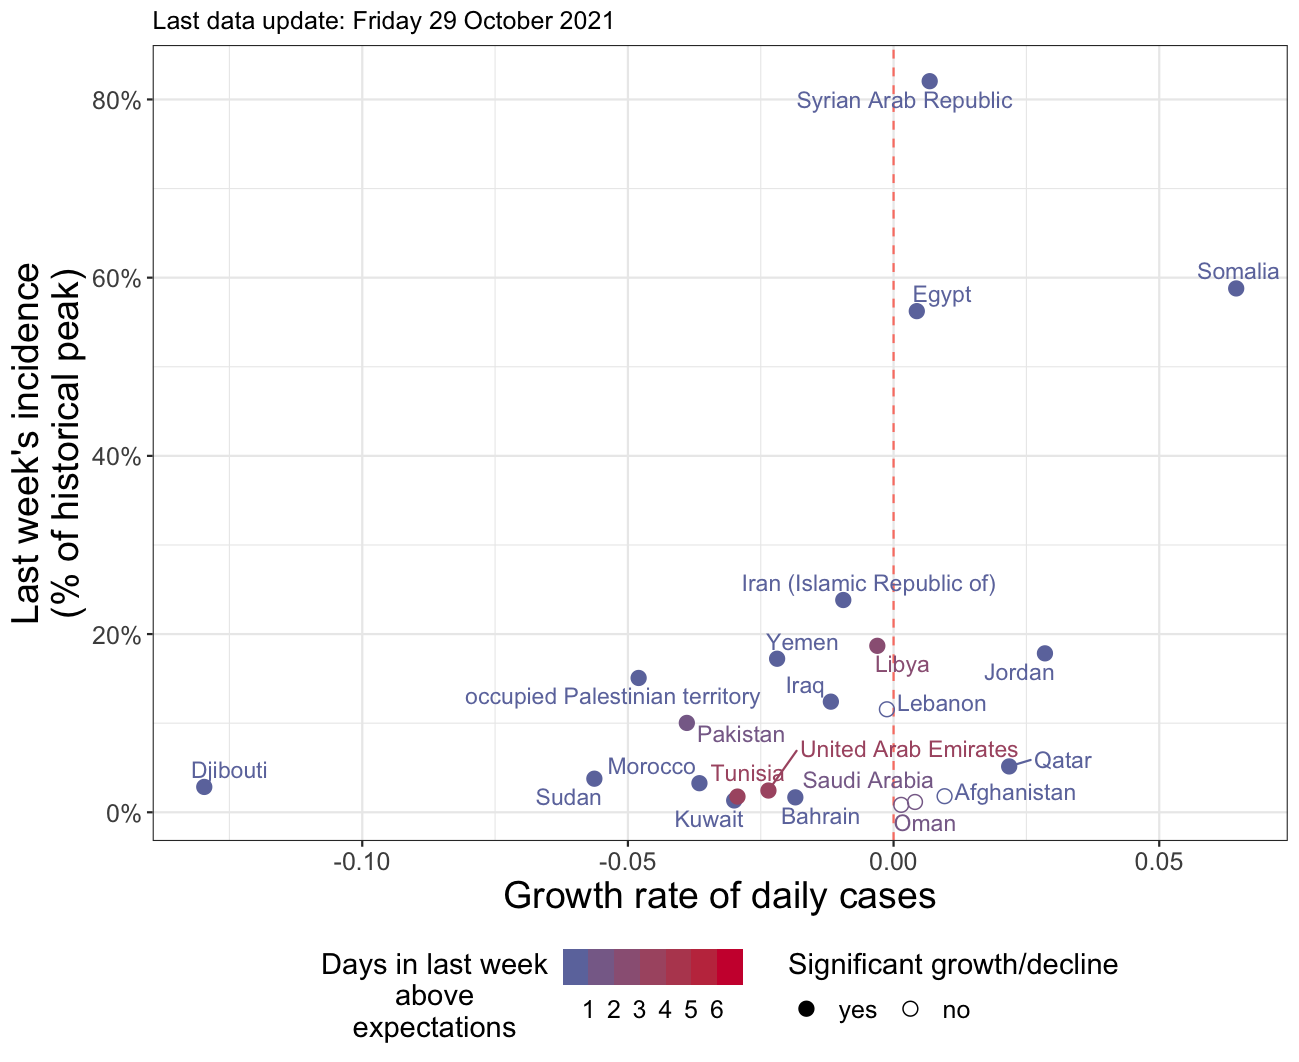 Last data update: Friday 29 October 2021
Last week's incidence
(% of historical peak)
80%
60%
40%
20%
0%
Syrian Arab Republic
Somalia
Egypt
Iran (Islamic Republic of)
Yemen
Libya
Jordan
Iraq
occupied Palestinian territory
Lebanon
Pakistan
United Arab Emirates
Qatar
Djibouti
Morocco
Tunisia
Saudi Arabia
Afghanistan
Sudan
Kuwait
Bahrain
Oman
-0.10
-0.05
0.00
0.05
Growth rate of daily cases
Days in last week
above
expectations
1 2 3 4 5 6
Significant growth/decline
yes
no